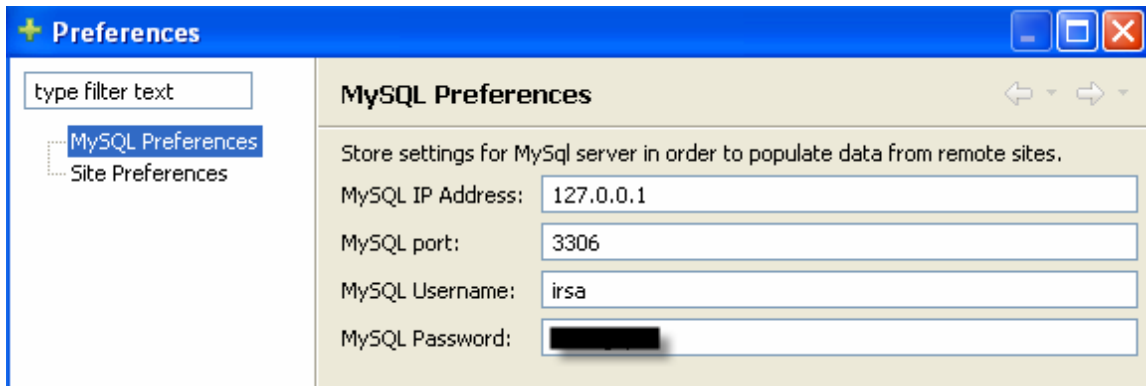 Preferences
type filter text
MySQL Preferences
Site Preferences
MySQL Preferences
Store settings for MySql server in order to populate data from remote sites.
MySQL IP Address: 127.0.0.1
MySQL port: 3306
MySQL Username: irsa
MySQL Password: